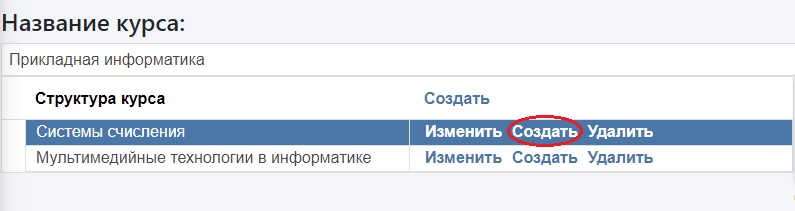 Название курса:
Прикладная информатика
Структура курса Создать
Системы счисления Изменить Создать Удалить
Мультимедийные технологии в информатике Изменить Создать Удалить